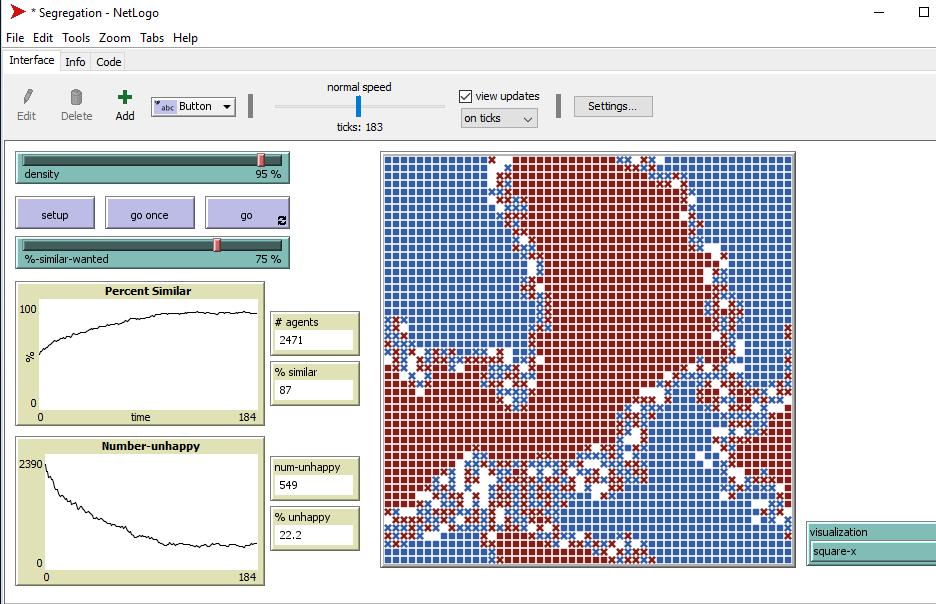 * Segregation - NetLogo
File Edit Tools Zoom Tabs Help
Interface Info Code
Edit Delete Add abc Button
normal speed
ticks: 183
view updates
on ticks
Settings...
density 95 %
setup go once go
%-similar-wanted 75 %
Percent Similar
100
%
0
0 time 184
# agents
2471
% similar
87
Number-unhappy
2390
0
0 184
num-unhappy
549
% unhappy
22.2
visualization
square-x